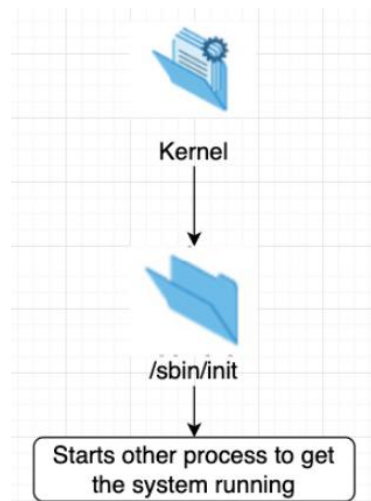 Kernel
/sbin/init
Starts other process to get
the system running